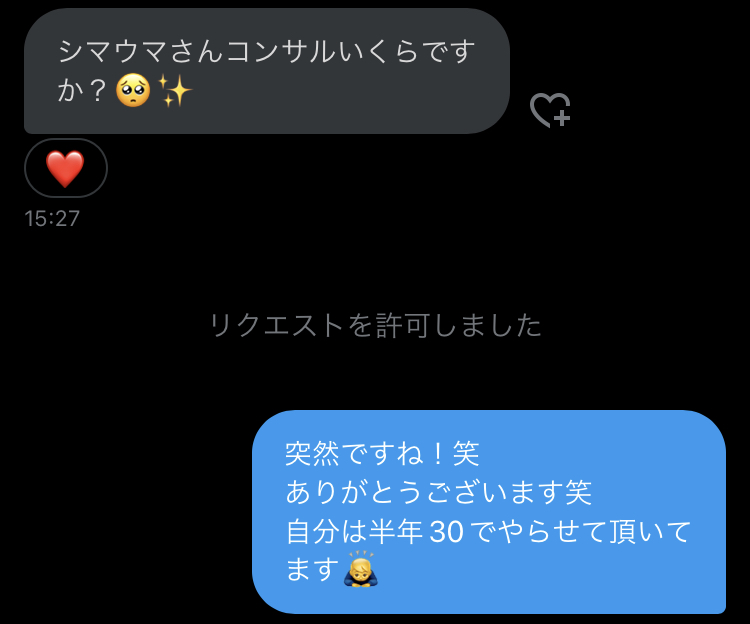 シマウマさんコンサルいくらです
か？🥺✨
❤️
15:27
リクエストを許可しました
突然ですね！笑
ありがとうございます笑
自分は半年30でやらせて頂いて
ます🙇